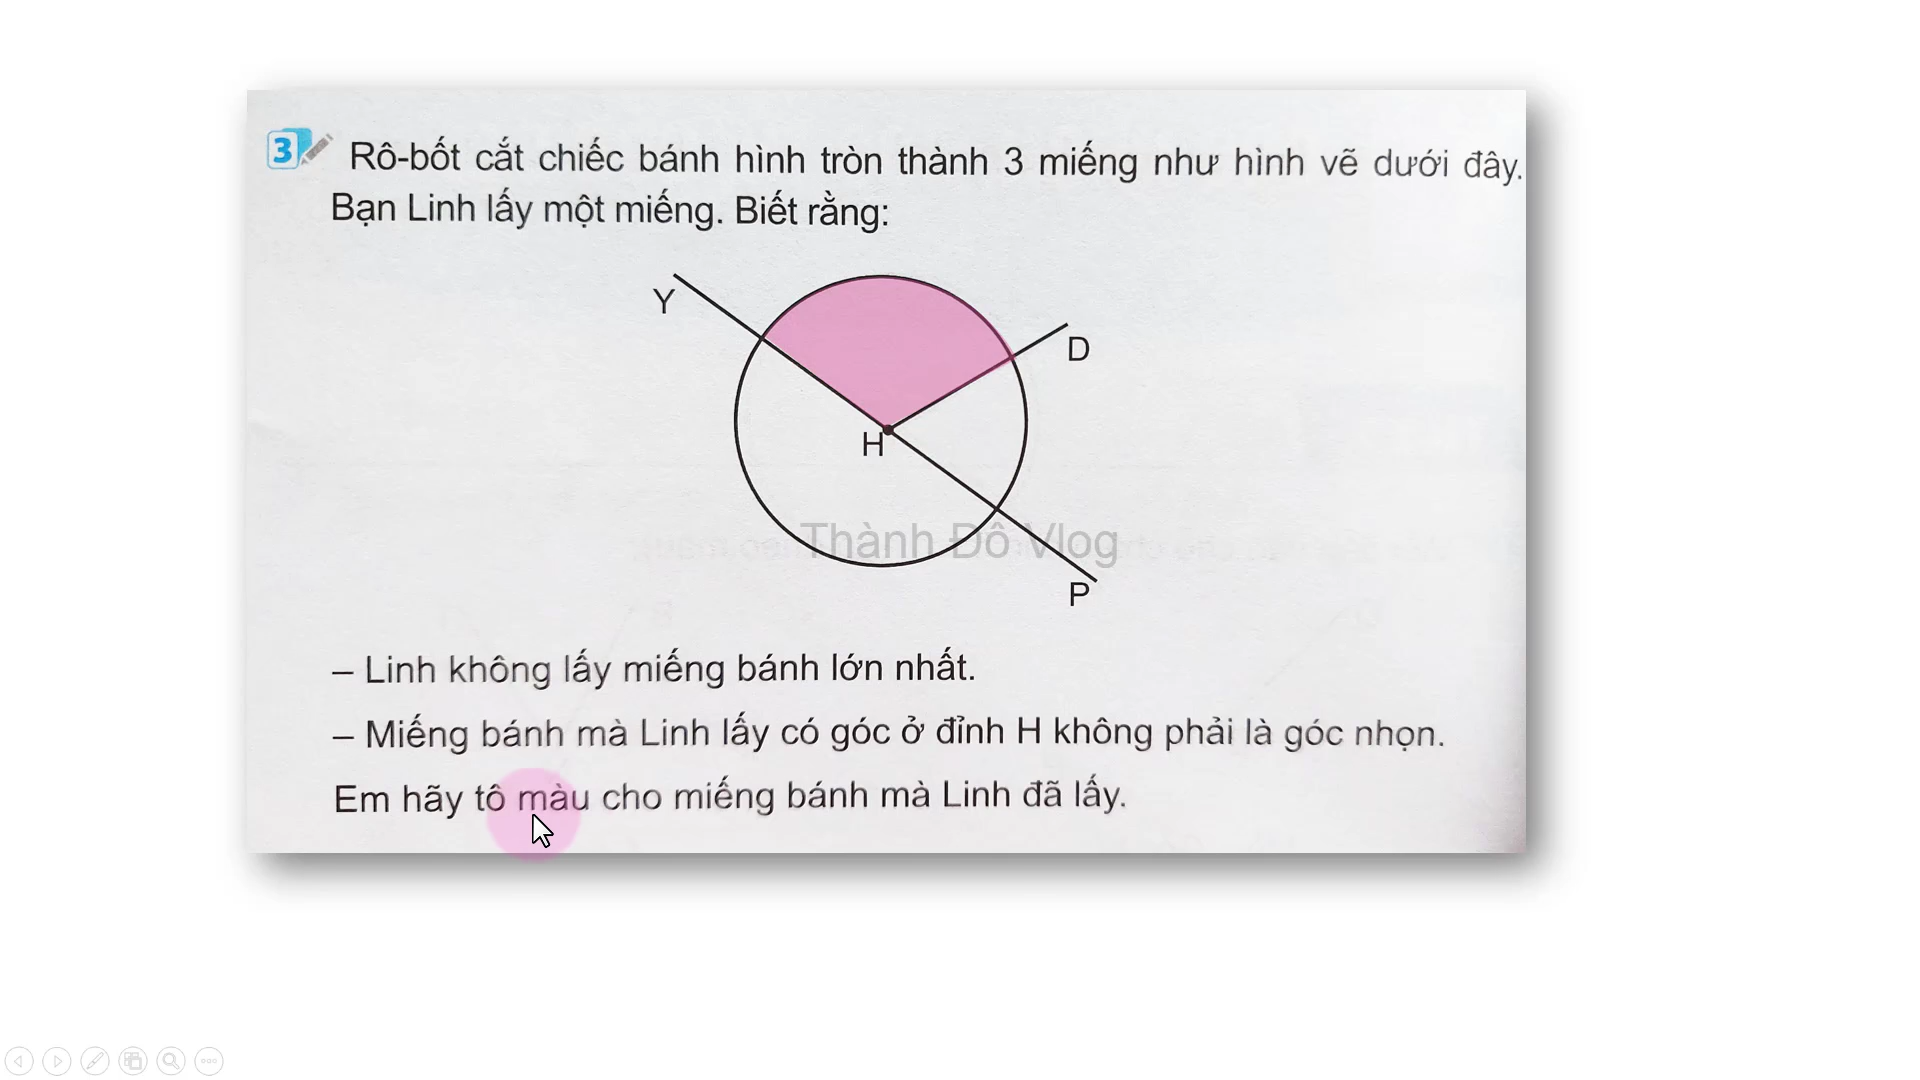 3 Rô-bốt cắt chiếc bánh hình tròn thành 3 miếng như hình vẽ dưới đây.
Bạn Linh lấy một miếng. Biết rằng:
Y
D
H
Thành Đô Vlog
P
– Linh không lấy miếng bánh lớn nhất.
– Miếng bánh mà Linh lấy có góc ở đỉnh H không phải là góc nhọn.
Em hãy tô màu cho miếng bánh mà Linh đã lấy.